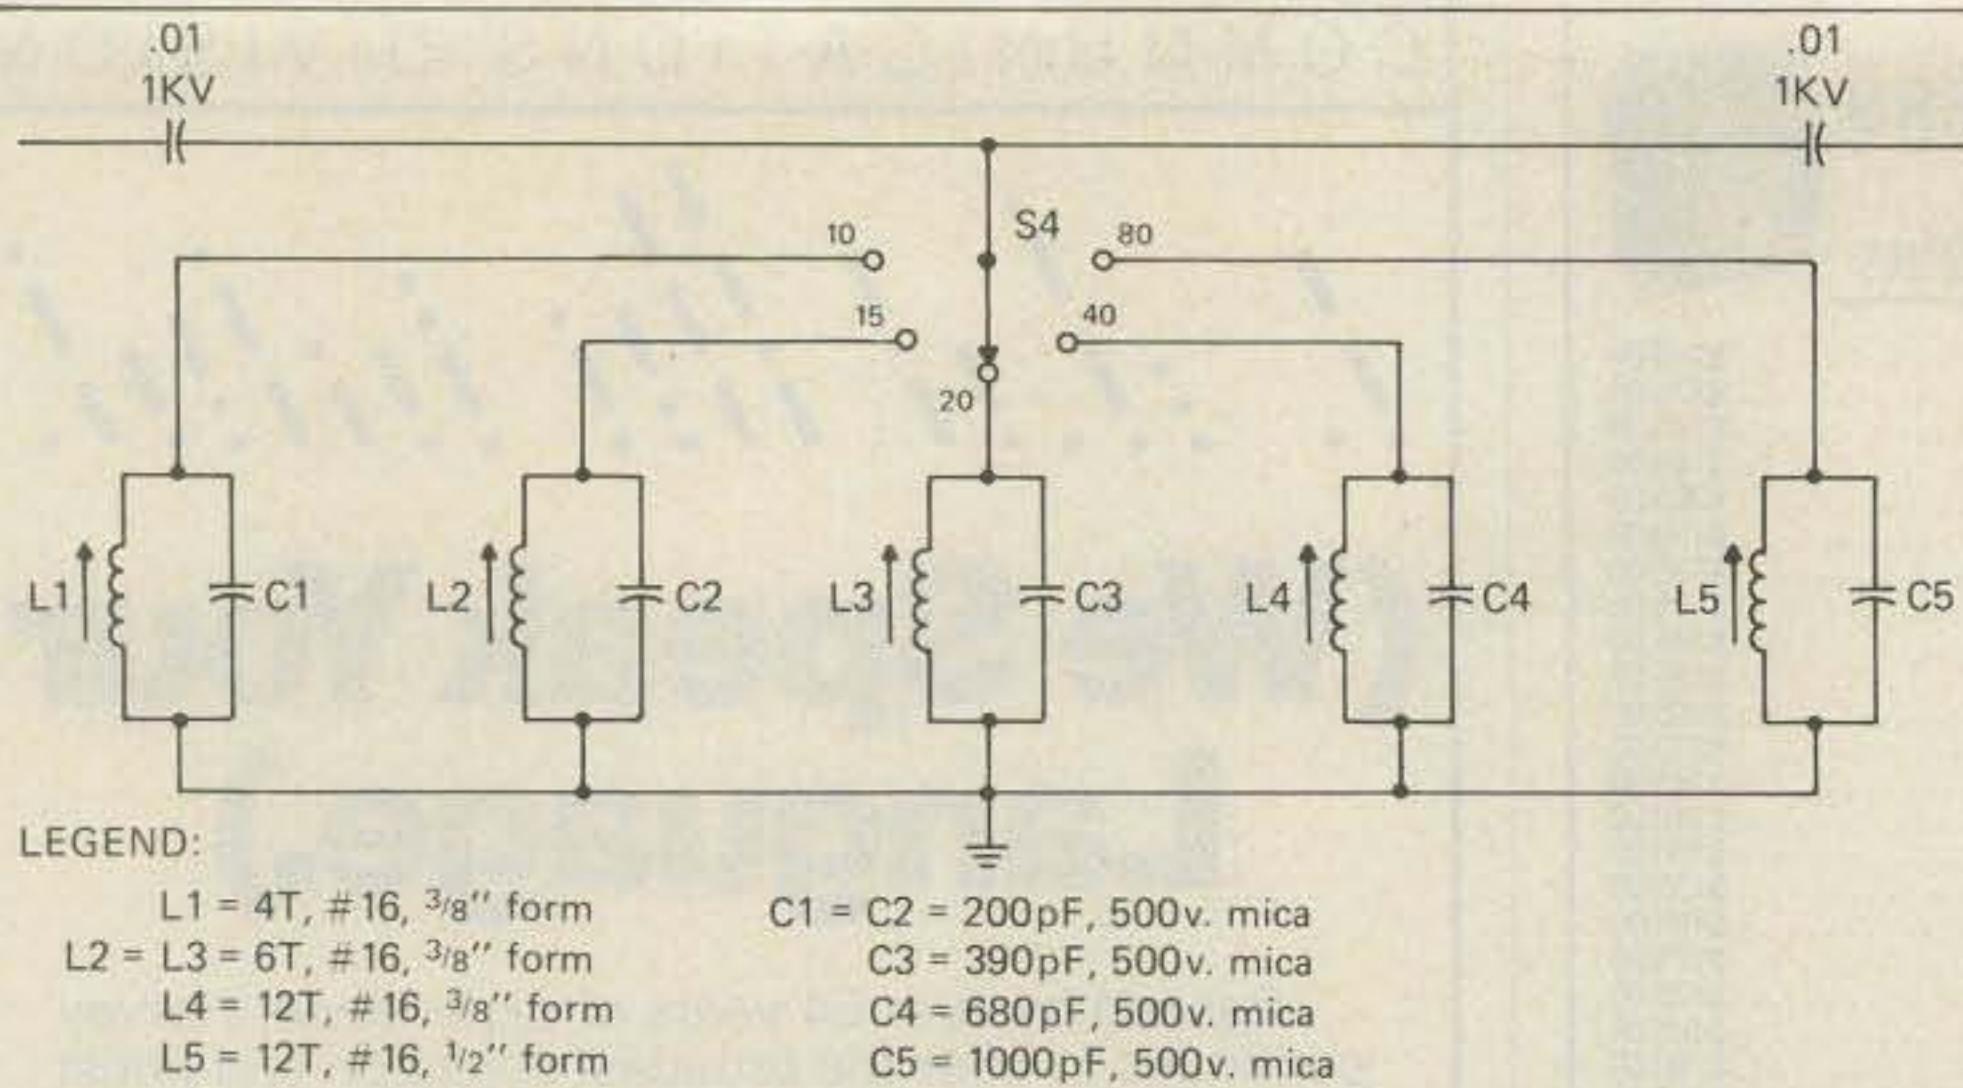 .01
1KV
.01
1KV
S4
10
80
15
40
20
L1
C1
L2
C2
L3
C3
L4
C4
L5
C5
LEGEND:
L1 = 4T, #16, 3/8" form
L2 = L3 = 6T, #16, 3/8" form
L4 = 12T, #16, 3/8" form
L5 = 12T, #16, 1/2" form
C1 = C2 = 200pF, 500v. mica
C3 = 390pF, 500v. mica
C4 = 680pF, 500v. mica
C5 = 1000pF, 500v. mica